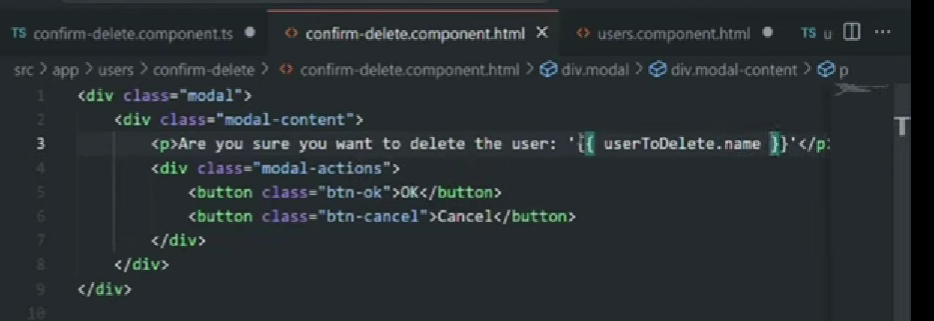 TS confirm-delete.component.ts confirm-delete.component.html users.component.html TS u
src > app > users > confirm-delete > confirm-delete.component.html > div.modal > div.modal-content > p
1 <div class="modal">
2 <div class="modal-content">
3 <p>Are you sure you want to delete the user: '{{ userToDelete.name }}'</p>
4 <div class="modal-actions">
5 <button class="btn-ok">OK</button>
6 <button class="btn-cancel">Cancel</button>
7 </div>
8 </div>
9 </div>
10
T